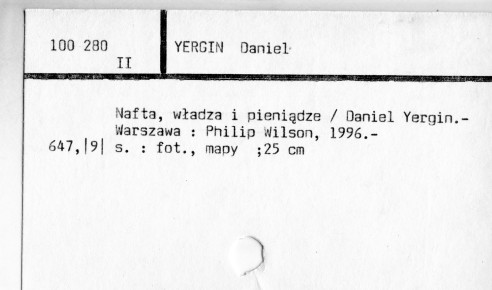 100 280
II
YERGIN Daniel
Nafta, władza i pieniądze / Daniel Yergin.-
Warszawa : Philip Wilson, 1996.-
647,|9| s. : fot., mapy ;25 cm